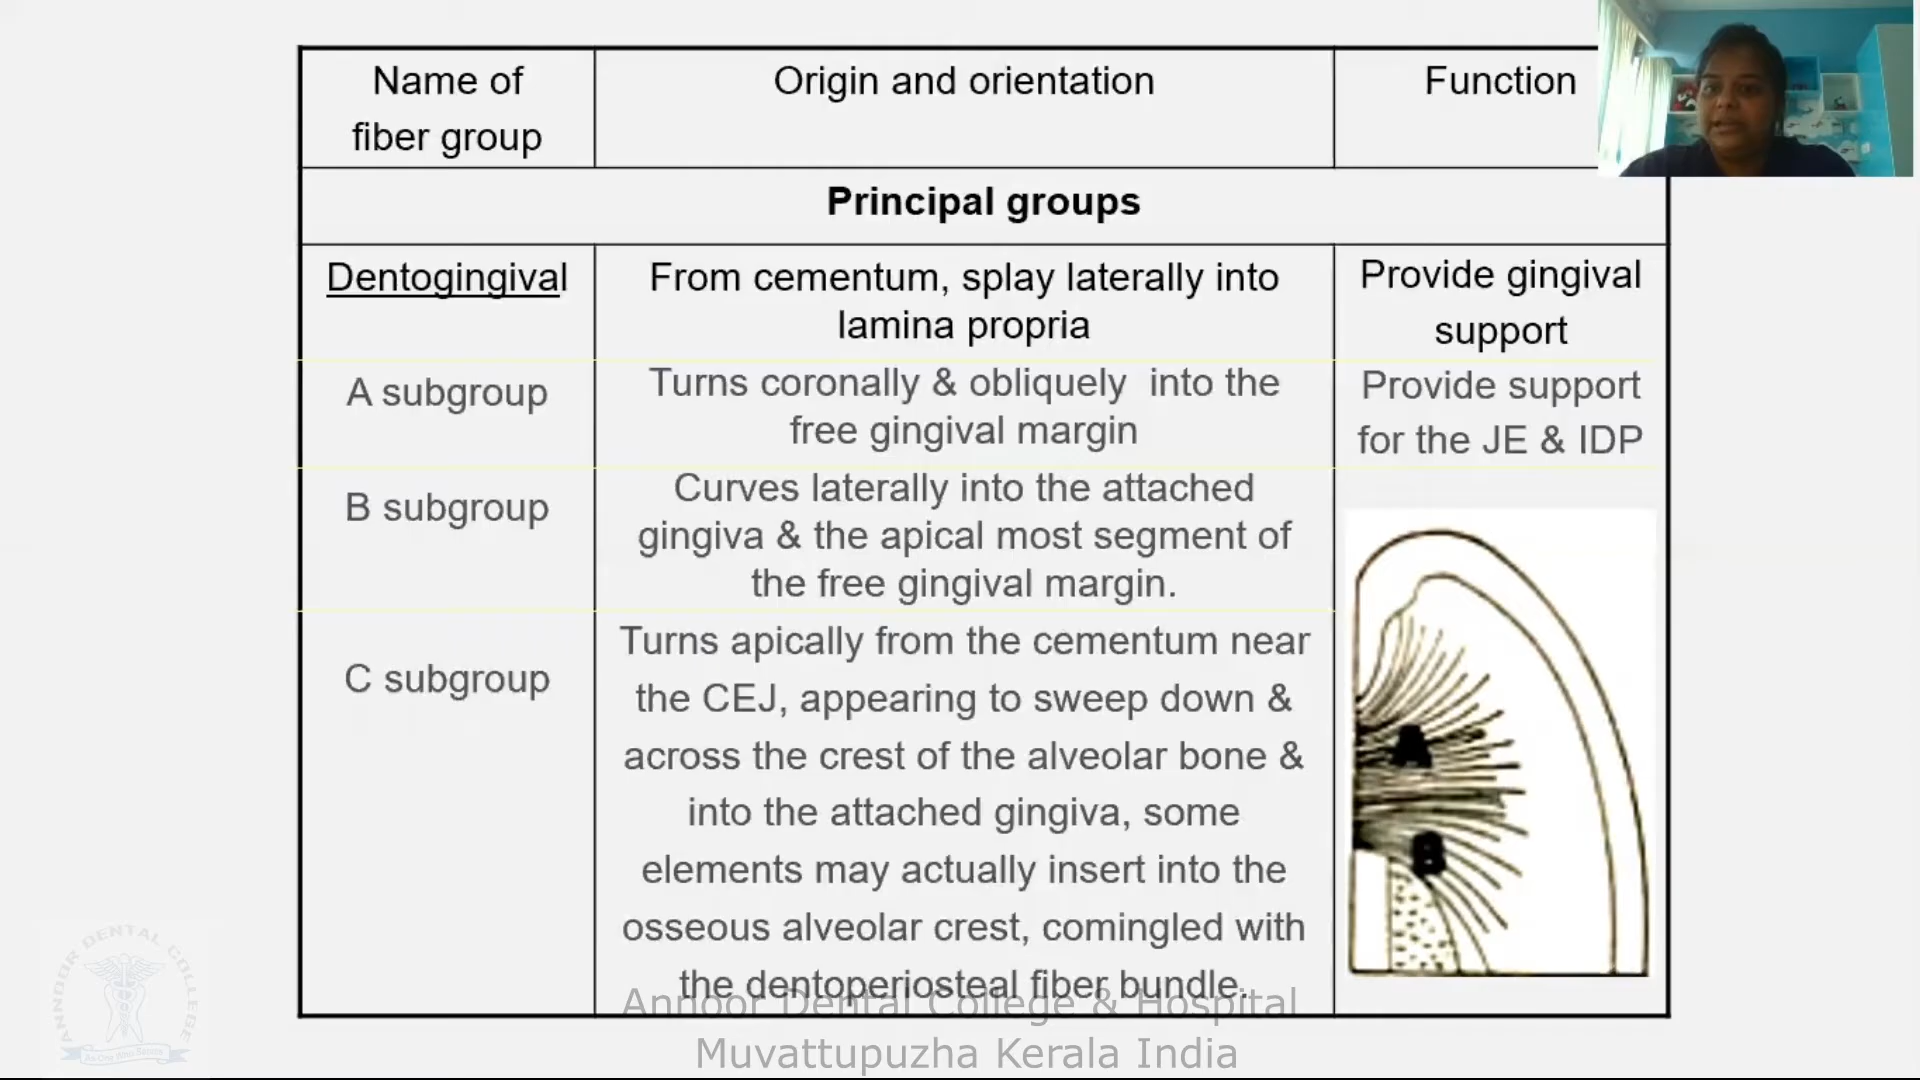 Name of
fiber group
Origin and orientation
Function
Principal groups
Dentogingival
From cementum, splay laterally into
lamina propria
Provide gingival
support
A subgroup
Turns coronally & obliquely into the
free gingival margin
Provide support
for the JE & IDP
B subgroup
Curves laterally into the attached
gingiva & the apical most segment of
the free gingival margin.
C subgroup
Turns apically from the cementum near
the CEJ, appearing to sweep down &
across the crest of the alveolar bone &
into the attached gingiva, some
elements may actually insert into the
osseous alveolar crest, comingled with
the dentoperiosteal fiber bundle.
A
B
Annoor Dental College & Hospital
Muvattupuzha Kerala India
ANNOOR DENTAL COLLEGE